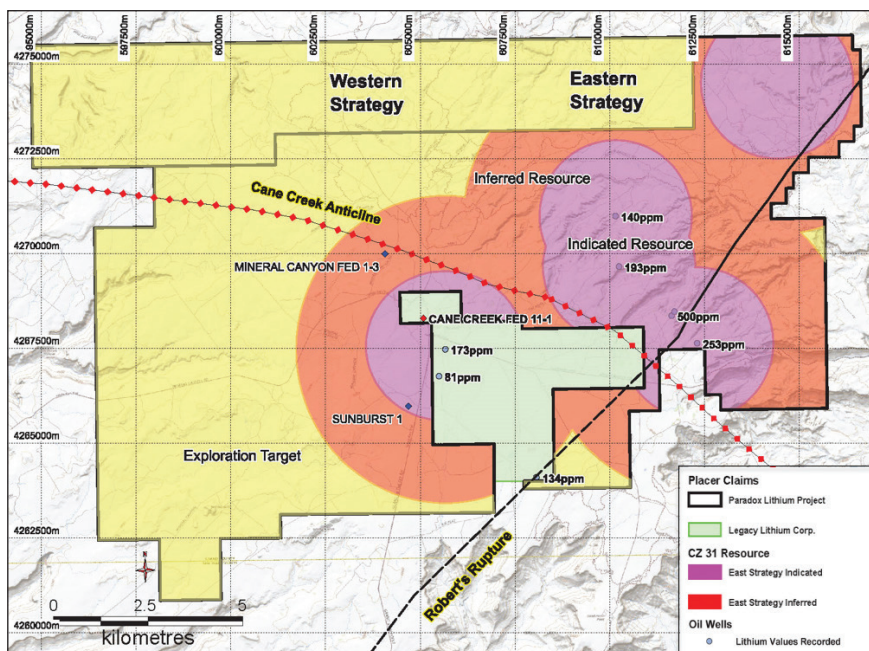 595000m
597500m
600000m
602500m
605000m
607500m
610000m
612500m
615000m
4275000m
Western
Strategy
Eastern
Strategy
4272500m
Inferred Resource
Cane Creek Anticline
140ppm
4270000m
Indicated Resource
MINERAL CANYON FED 1-3
193ppm
CANE CREEK FED 11-1
500ppm
4267500m
173ppm
253ppm
81ppm
SUNBURST 1
4265000m
Exploration Target
134ppm
4262500m
Robert's Rupture
N
0 2.5 5
kilometres
4260000m
Placer Claims
Paradox Lithium Project
Legacy Lithium Corp.
CZ 31 Resource
East Strategy Indicated
East Strategy Inferred
Oil Wells
Lithium Values Recorded